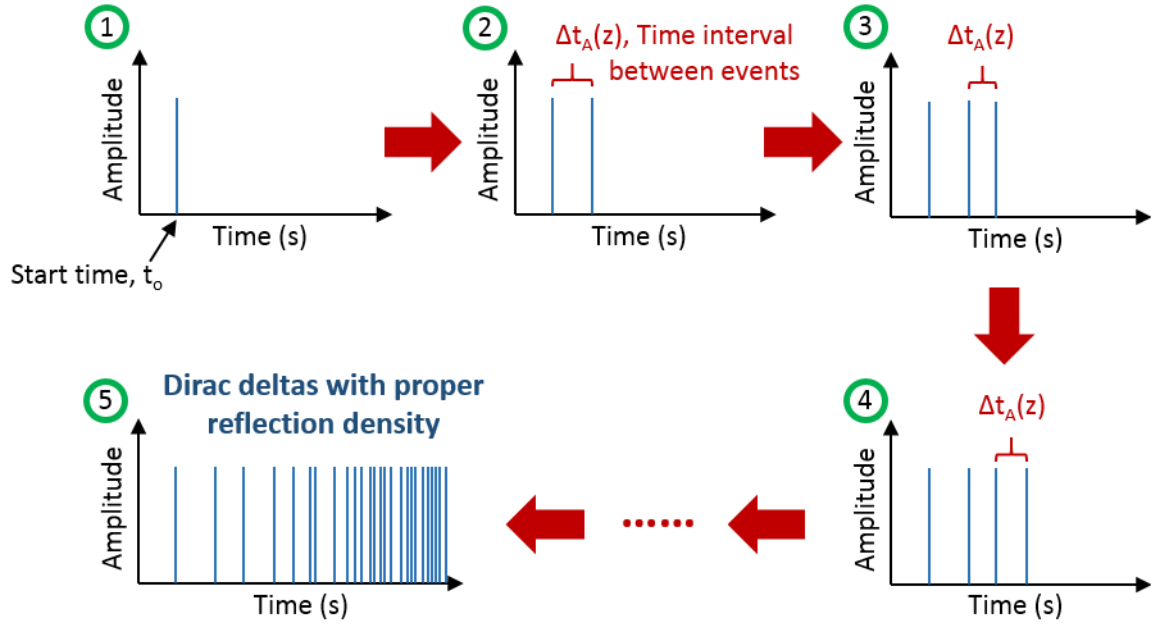 1
Amplitude
Time (s)
Start time, to
2
Δt_A(z), Time interval
between events
Amplitude
Time (s)
3
Δt_A(z)
Amplitude
Time (s)
4
Δt_A(z)
Amplitude
Time (s)
......
5
Dirac deltas with proper
reflection density
Amplitude
Time (s)